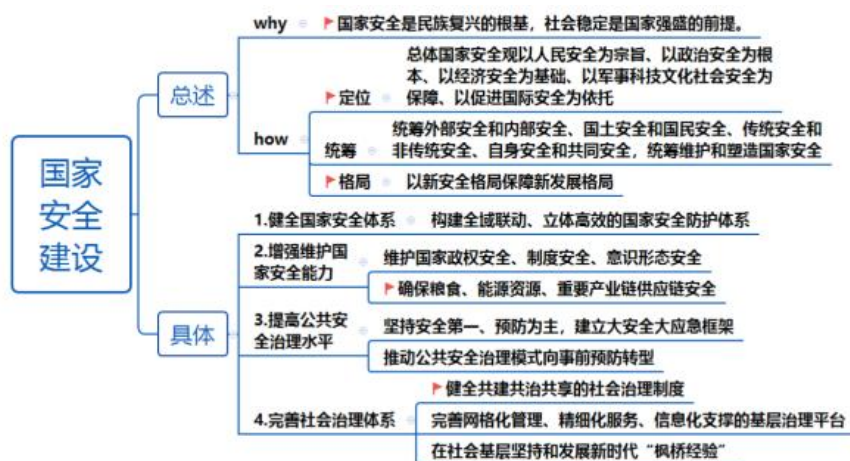 国家
安全
建设
总述
why
国家安全是民族复兴的根基，社会稳定是国家强盛的前提。
how
定位
总体国家安全观以人民安全为宗旨、以政治安全为根
本、以经济安全为基础、以军事科技文化社会安全为
保障、以促进国际安全为依托
统筹
统筹外部安全和内部安全、国土安全和国民安全、传统安全和
非传统安全、自身安全和共同安全，统筹维护和塑造国家安全
格局
以新安全格局保障新发展格局
具体
1.健全国家安全体系
构建全域联动、立体高效的国家安全防护体系
2.增强维护国
家安全能力
维护国家政权安全、制度安全、意识形态安全
确保粮食、能源资源、重要产业链供应链安全
3.提高公共安
全治理水平
坚持安全第一、预防为主，建立大安全大应急框架
推动公共安全治理模式向事前预防转型
4.完善社会治理体系
健全共建共治共享的社会治理制度
完善网格化管理、精细化服务、信息化支撑的基层治理平台
在社会基层坚持和发展新时代“枫桥经验”